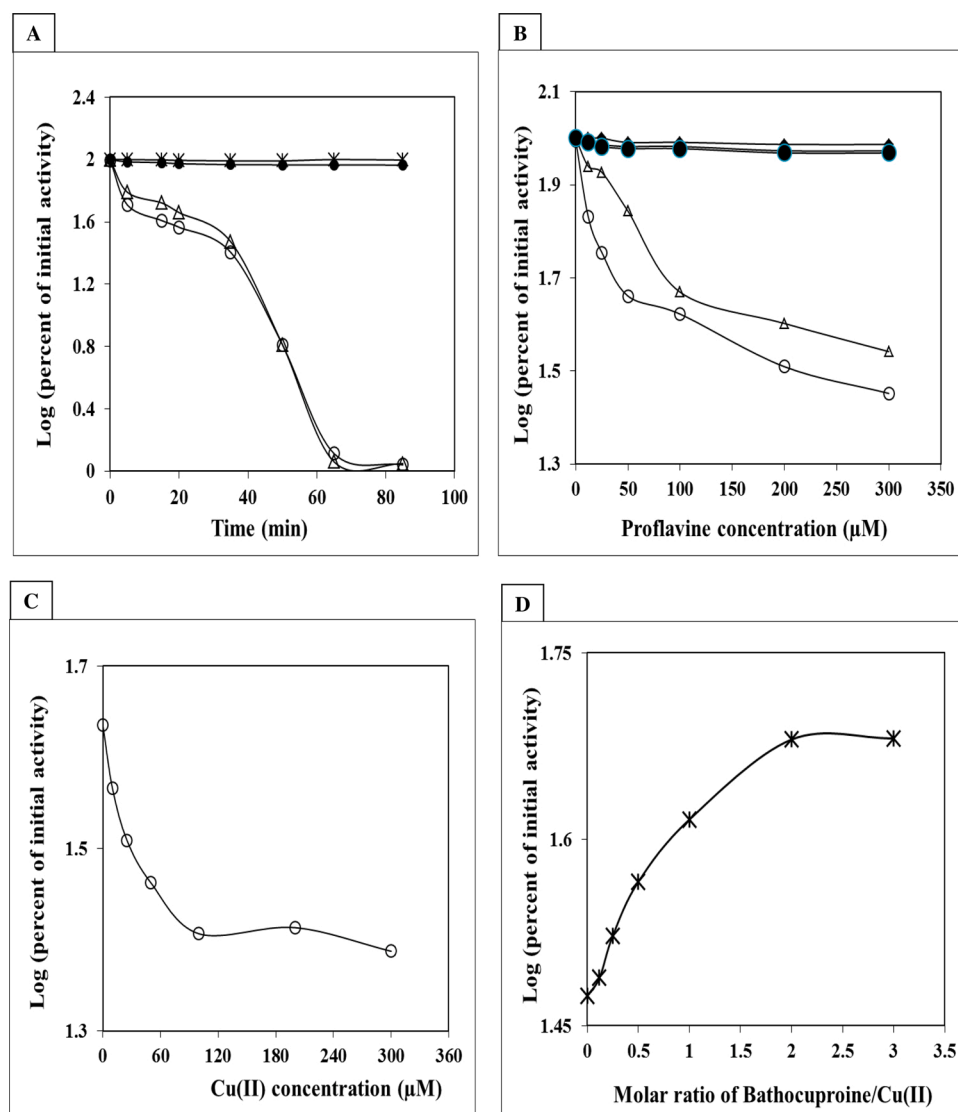 A
Log (percent of initial activity)
2.4
2
1.6
1.2
0.8
0.4
0
0 20 40 60 80 100
Time (min)
B
Log (percent of initial activity)
2.1
1.9
1.7
1.5
1.3
0 50 100 150 200 250 300 350
Proflavine concentration (μM)
C
Log (percent of initial activity)
1.7
1.5
1.3
0 60 120 180 240 300 360
Cu(II) concentration (μM)
D
Log (percent of initial activity)
1.75
1.6
1.45
0 0.5 1 1.5 2 2.5 3 3.5
Molar ratio of Bathocuproine/Cu(II)